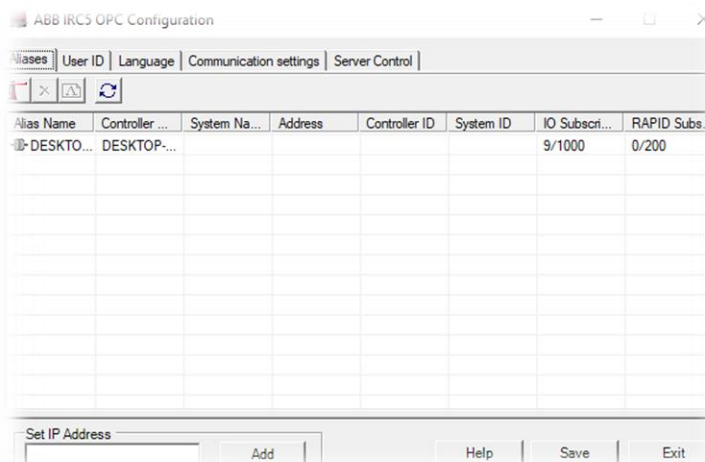 ABB IRC5 OPC Configuration
Aliases User ID Language Communication settings Server Control
Alias Name Controller ... System Na... Address Controller ID System ID IO Subscri... RAPID Subs.
DESKTO... DESKTOP-... 9/1000 0/200
Set IP Address
Add Help Save Exit